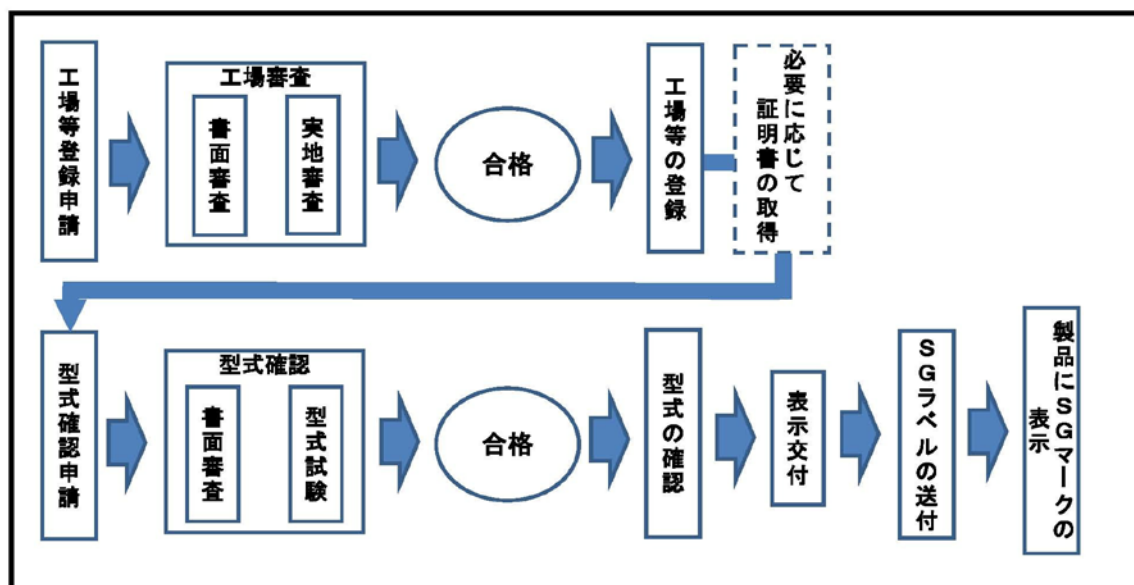 工場等登録申請
工場審査
書面審査
実地審査
合格
工場等の登録
必要に応じて
証明書の取得
型式確認申請
型式確認
書面審査
型式試験
合格
型式の確認
表示交付
SGラベルの送付
製品にSGマークの
表示